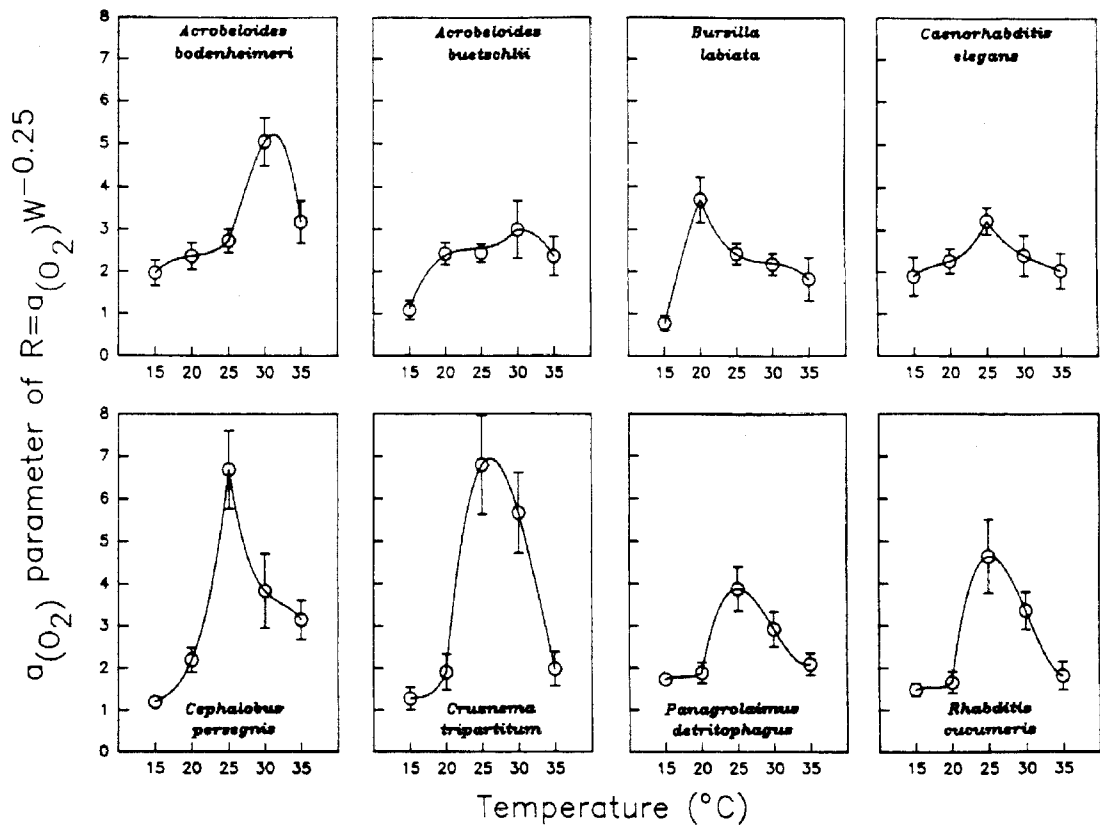 a(O2) parameter of R=a(O2)W-0.25
Acrobeloides
bodenheimeri
Acrobeloides
buetschlii
Bursilla
labiata
Caenorhabditis
elegans
8
7
6
5
4
3
2
1
0
15 20 25 30 35
15 20 25 30 35
15 20 25 30 35
15 20 25 30 35
8
7
6
5
4
3
2
1
0
Cephalobus
persegnis
Crusnema
tripartitum
Panagrolaimus
detritophagus
Rhabditis
cucumeris
15 20 25 30 35
15 20 25 30 35
15 20 25 30 35
15 20 25 30 35
Temperature (°C)